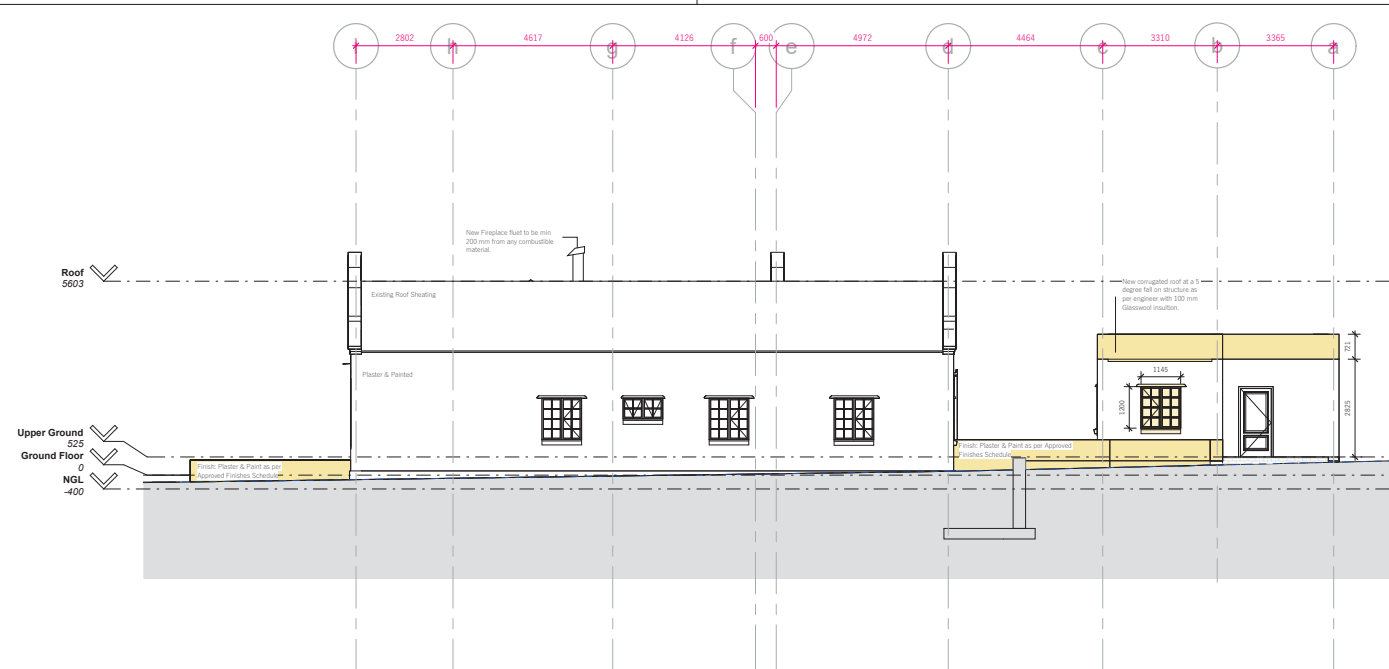 i h g f e d c b a
2802 4617 4126 600 4972 4464 3310 3365
New Fireplace fluet to be min
200 mm from any combustible
material.
Roof
5603
Existing Roof Sheating
New corrugated roof at a 5
degree fall on structure as
per engineer with 100 mm
Glasswool insultion.
721
Plaster & Painted
1145
1200
2825
Upper Ground
525
Ground Floor
0
NGL
-400
Finish: Plaster & Paint as per
Approved Finishes Schedule
Finish: Plaster & Paint as per Approved
Finishes Schedule